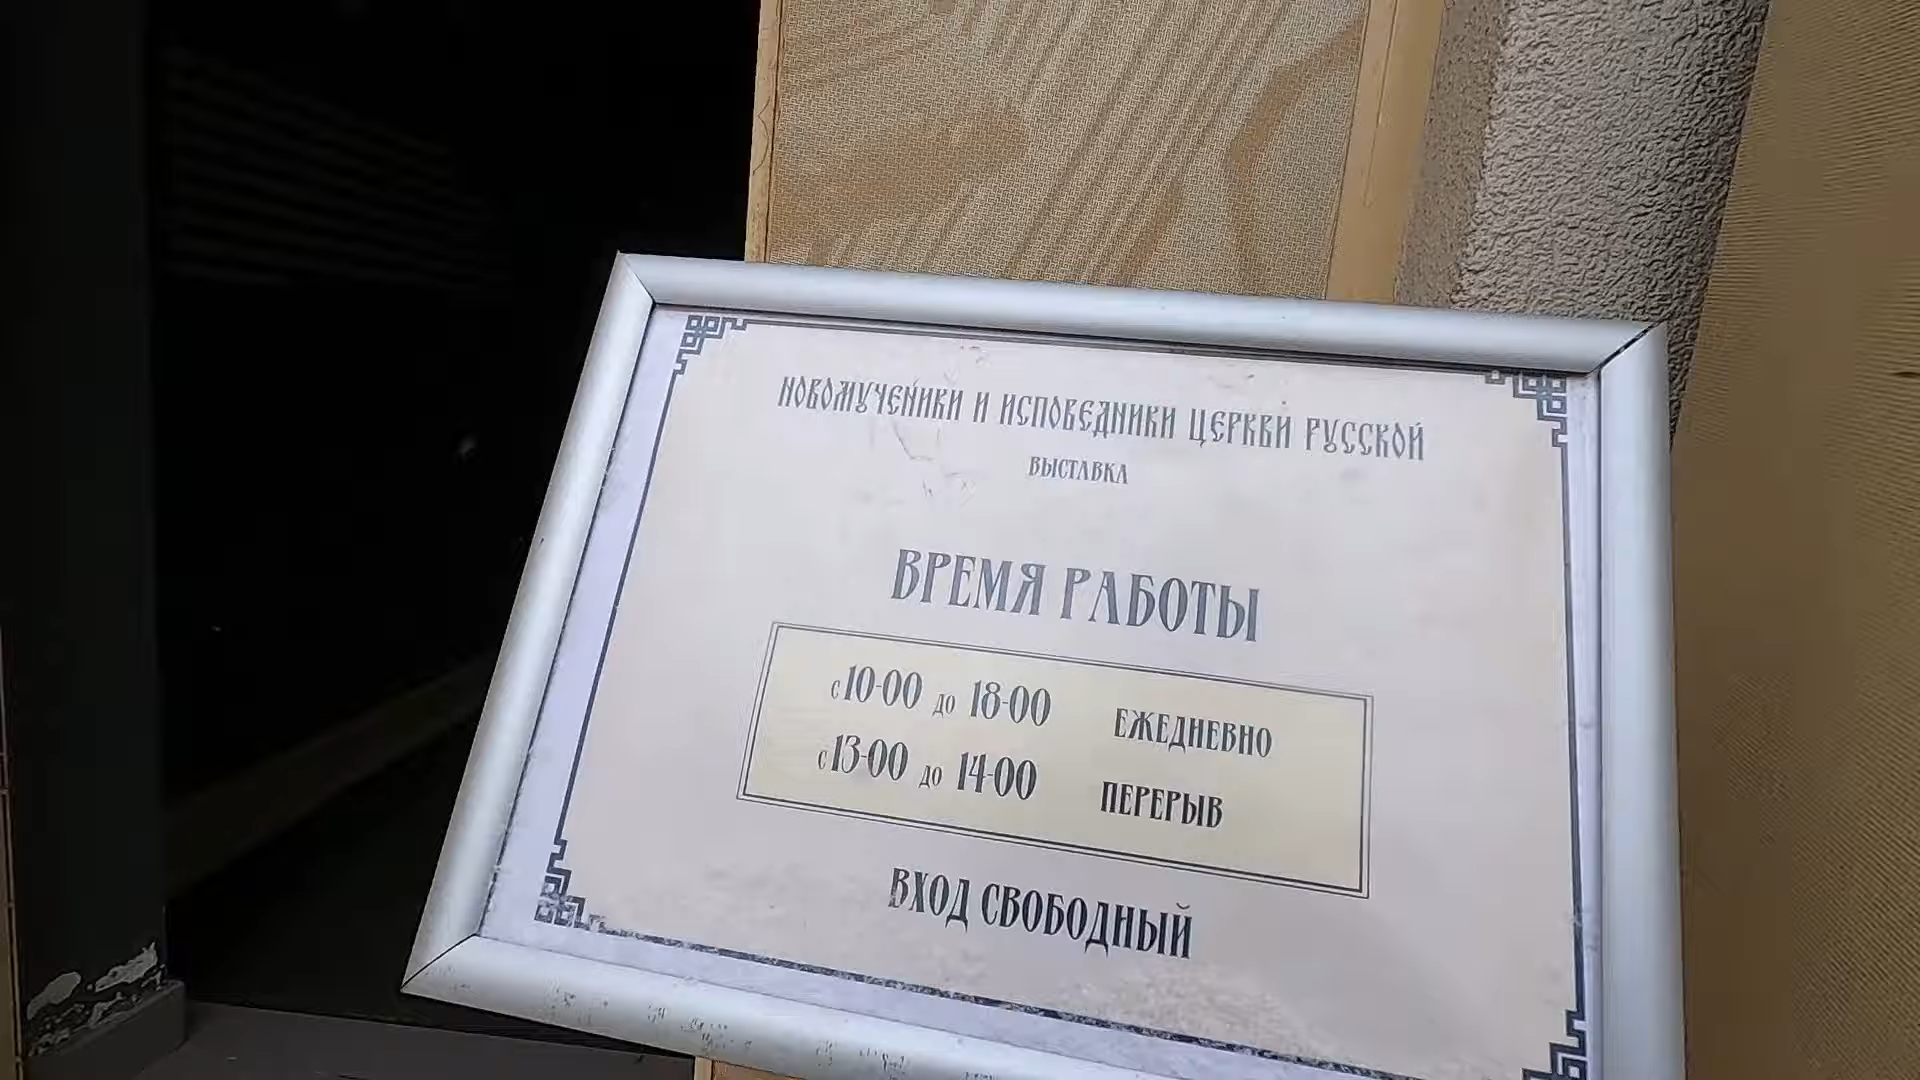 НОВОМУЧЕНИКИ И ИСПОВЕДНИКИ ЦЕРКВИ РУССКОЙ
ВЫСТАВКА
ВРЕМЯ РАБОТЫ
с 10-00 до 18-00 ЕЖЕДНЕВНО
с 13-00 до 14-00 ПЕРЕРЫВ
ВХОД СВОБОДНЫЙ